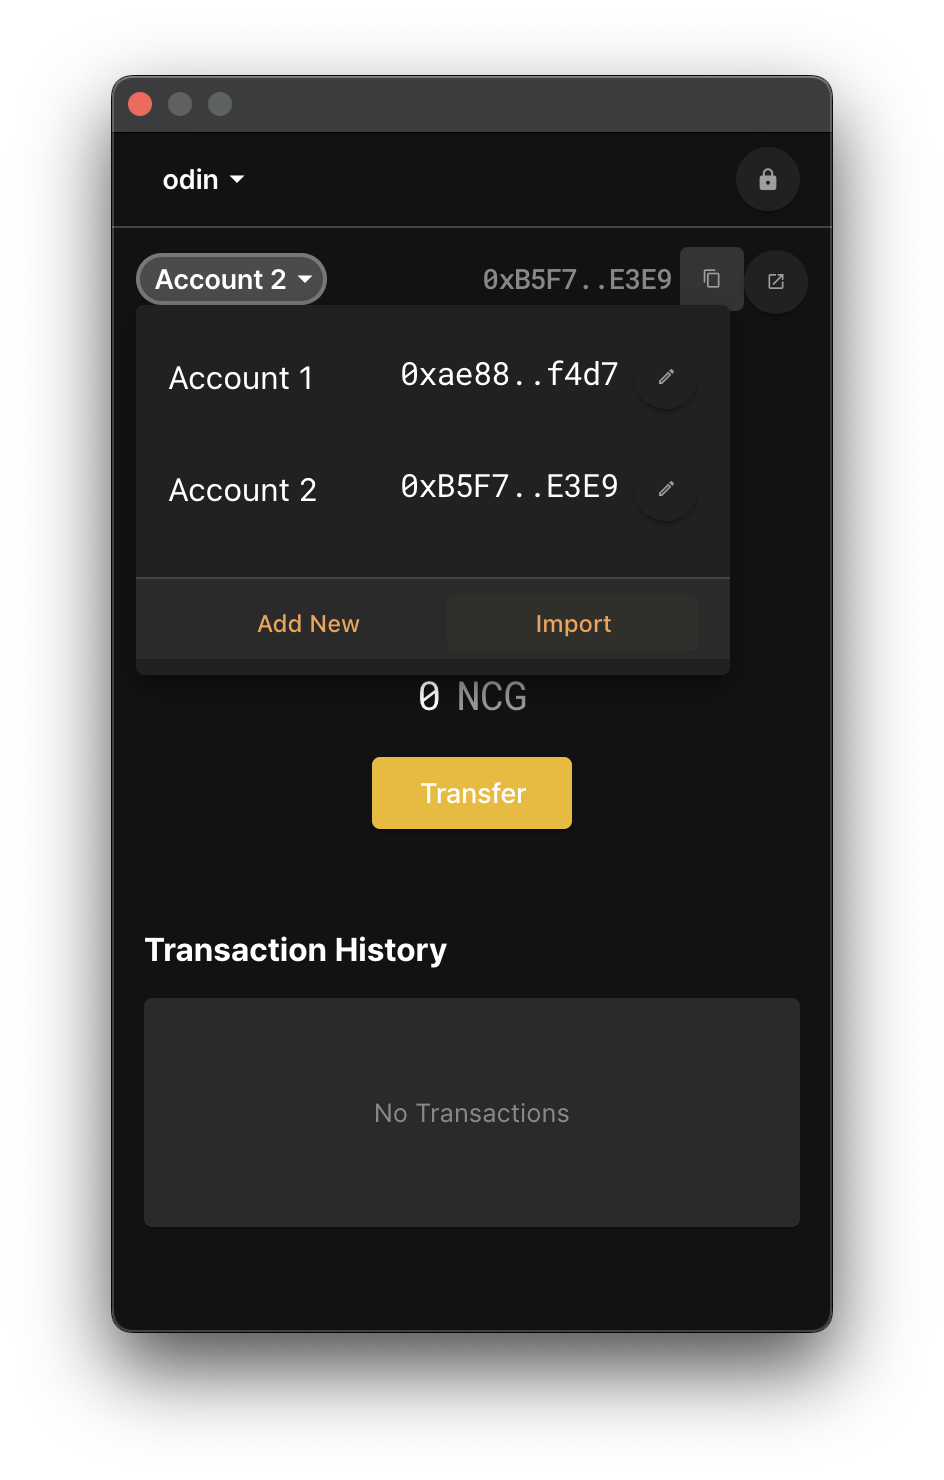 odin
Account 2 0xB5F7..E3E9
Account 1 0xae88..f4d7
Account 2 0xB5F7..E3E9
Add New Import
0 NCG
Transfer
Transaction History
No Transactions